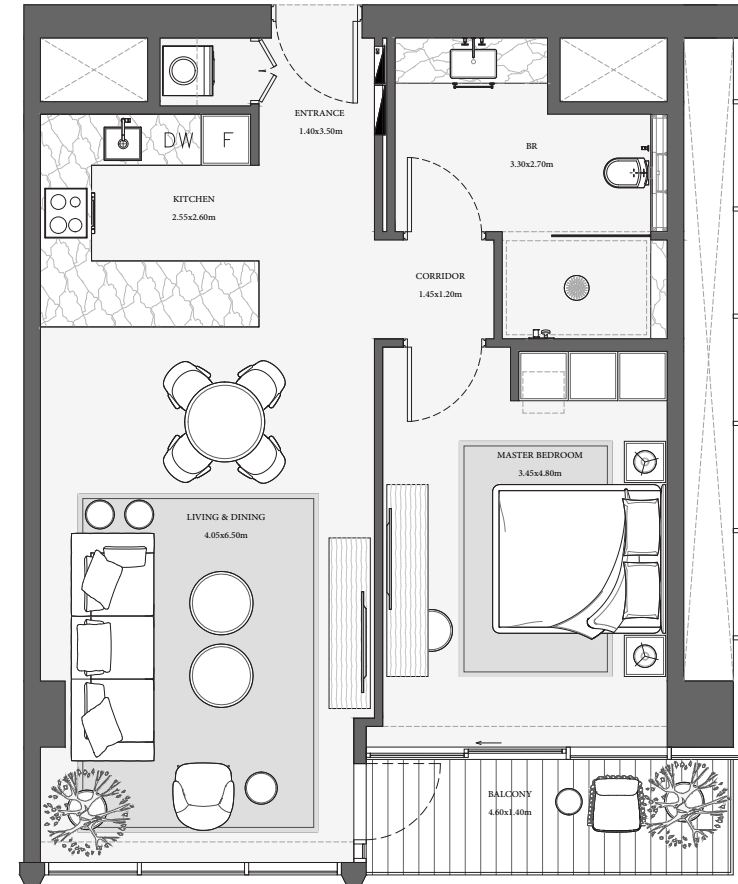 ENTRANCE
1.40x3.50m
BR
3.30x2.70m
DW
F
KITCHEN
2.55x2.60m
CORRIDOR
1.45x1.20m
MASTER BEDROOM
3.45x4.80m
LIVING & DINING
4.05x6.50m
BALCONY
4.60x1.40m